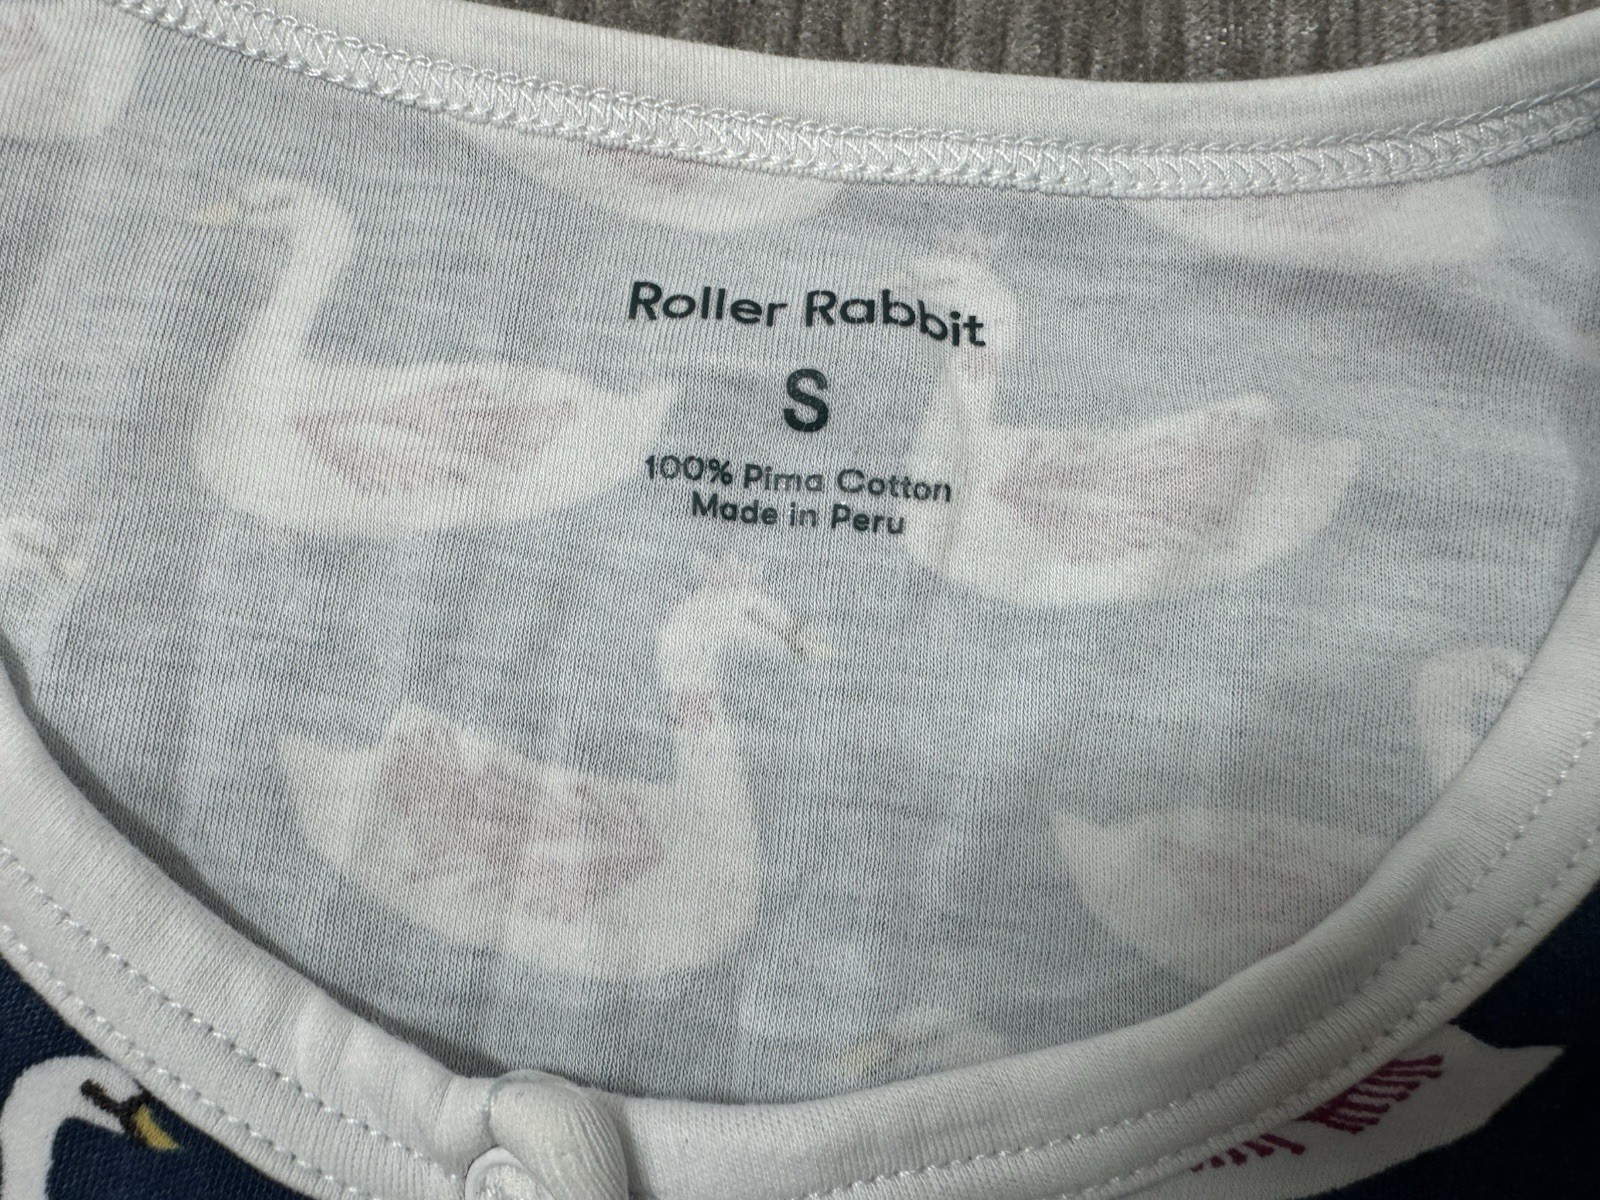 Roller Rabbit
S
100% Pima Cotton
Made in Peru